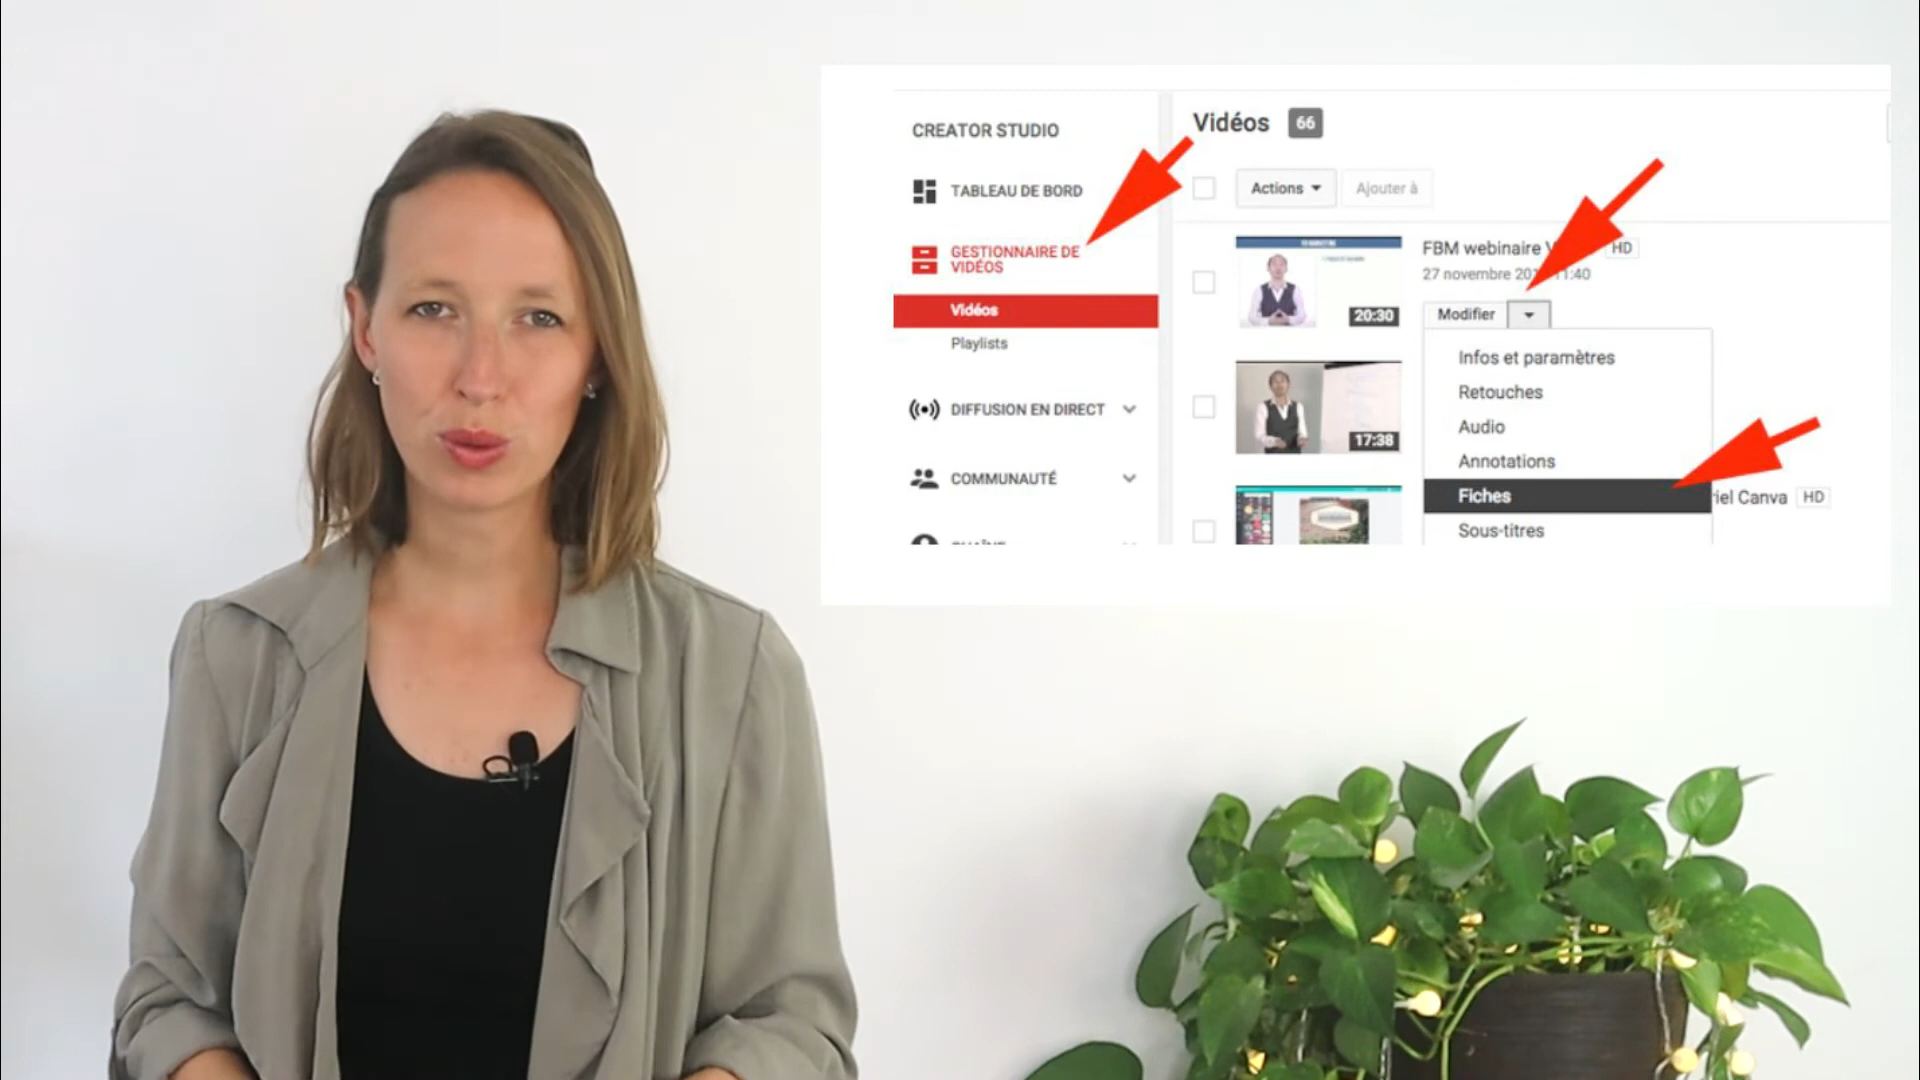 CREATOR STUDIO
TABLEAU DE BORD
GESTIONNAIRE DE
VIDÉOS
Vidéos
Playlists
DIFFUSION EN DIRECT
COMMUNAUTÉ
Vidéos 66
Actions
Ajouter à
FBM webinaire
HD
27 novembre 11:40
20:30
Modifier
Infos et paramètres
Retouches
Audio
Annotations
Fiches
Sous-titres
17:38
Canva HD